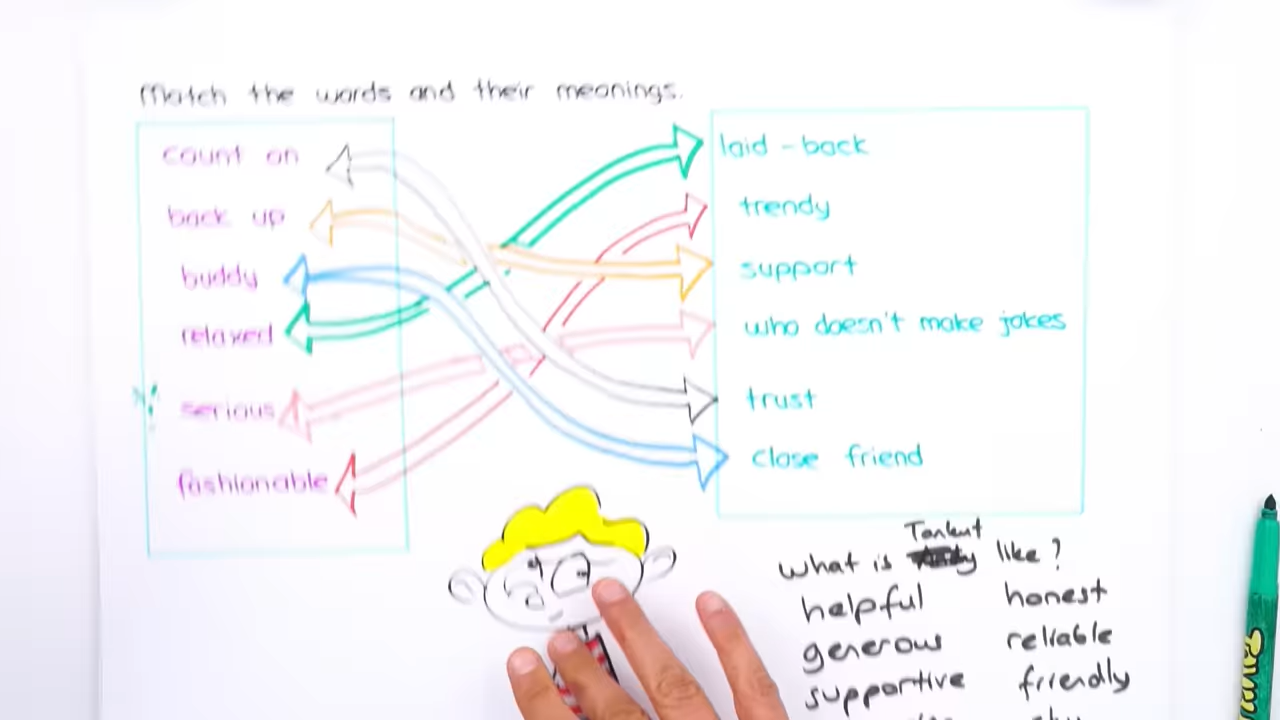 Match the words and their meanings.
count on
back up
buddy
relaxed
serious
fashionable
laid-back
trendy
support
who doesn't make jokes
trust
close friend
Tankut
What is like?
helpful honest
generous reliable
supportive friendly